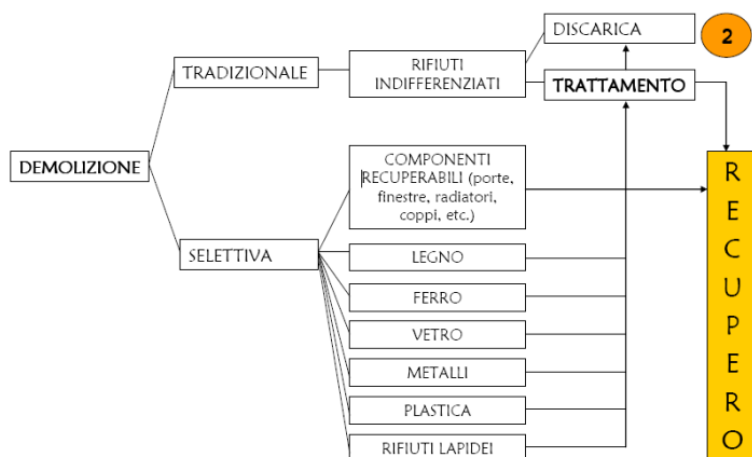 DISCARICA
2
TRADIZIONALE
RIFIUTI
INDIFFERENZIATI
TRATTAMENTO
DEMOLIZIONE
COMPONENTI
RECUPERABILI (porte,
finestre, radiatori,
coppi, etc.)
SELETTIVA
LEGNO
FERRO
VETRO
METALLI
PLASTICA
RIFIUTI LAPIDEI
R
E
C
U
P
E
R
O